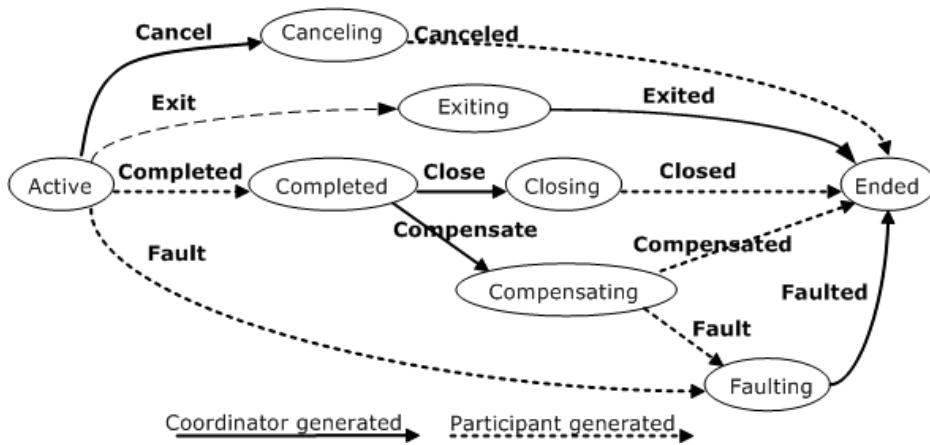 Cancel
Canceling
Canceled
Exit
Exiting
Exited
Active
Completed
Completed
Close
Closing
Closed
Ended
Compensate
Compensated
Fault
Compensating
Faulted
Fault
Faulting
Coordinator generated
Participant generated